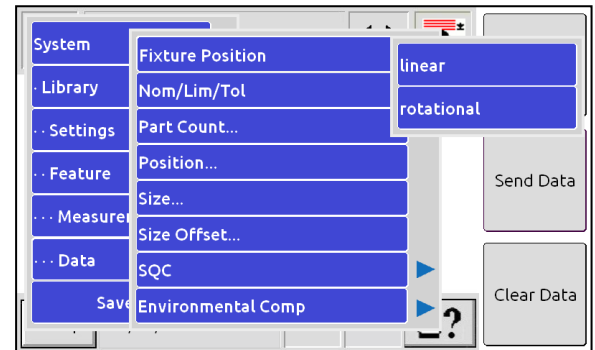 System
· Library
· · Settings
· · Feature
· · · Measurem
· · · Data
Save
Fixture Position
Nom/Lim/Tol
Part Count...
Position...
Size...
Size Offset...
SQC
Environmental Comp
linear
rotational
Send Data
Clear Data
?